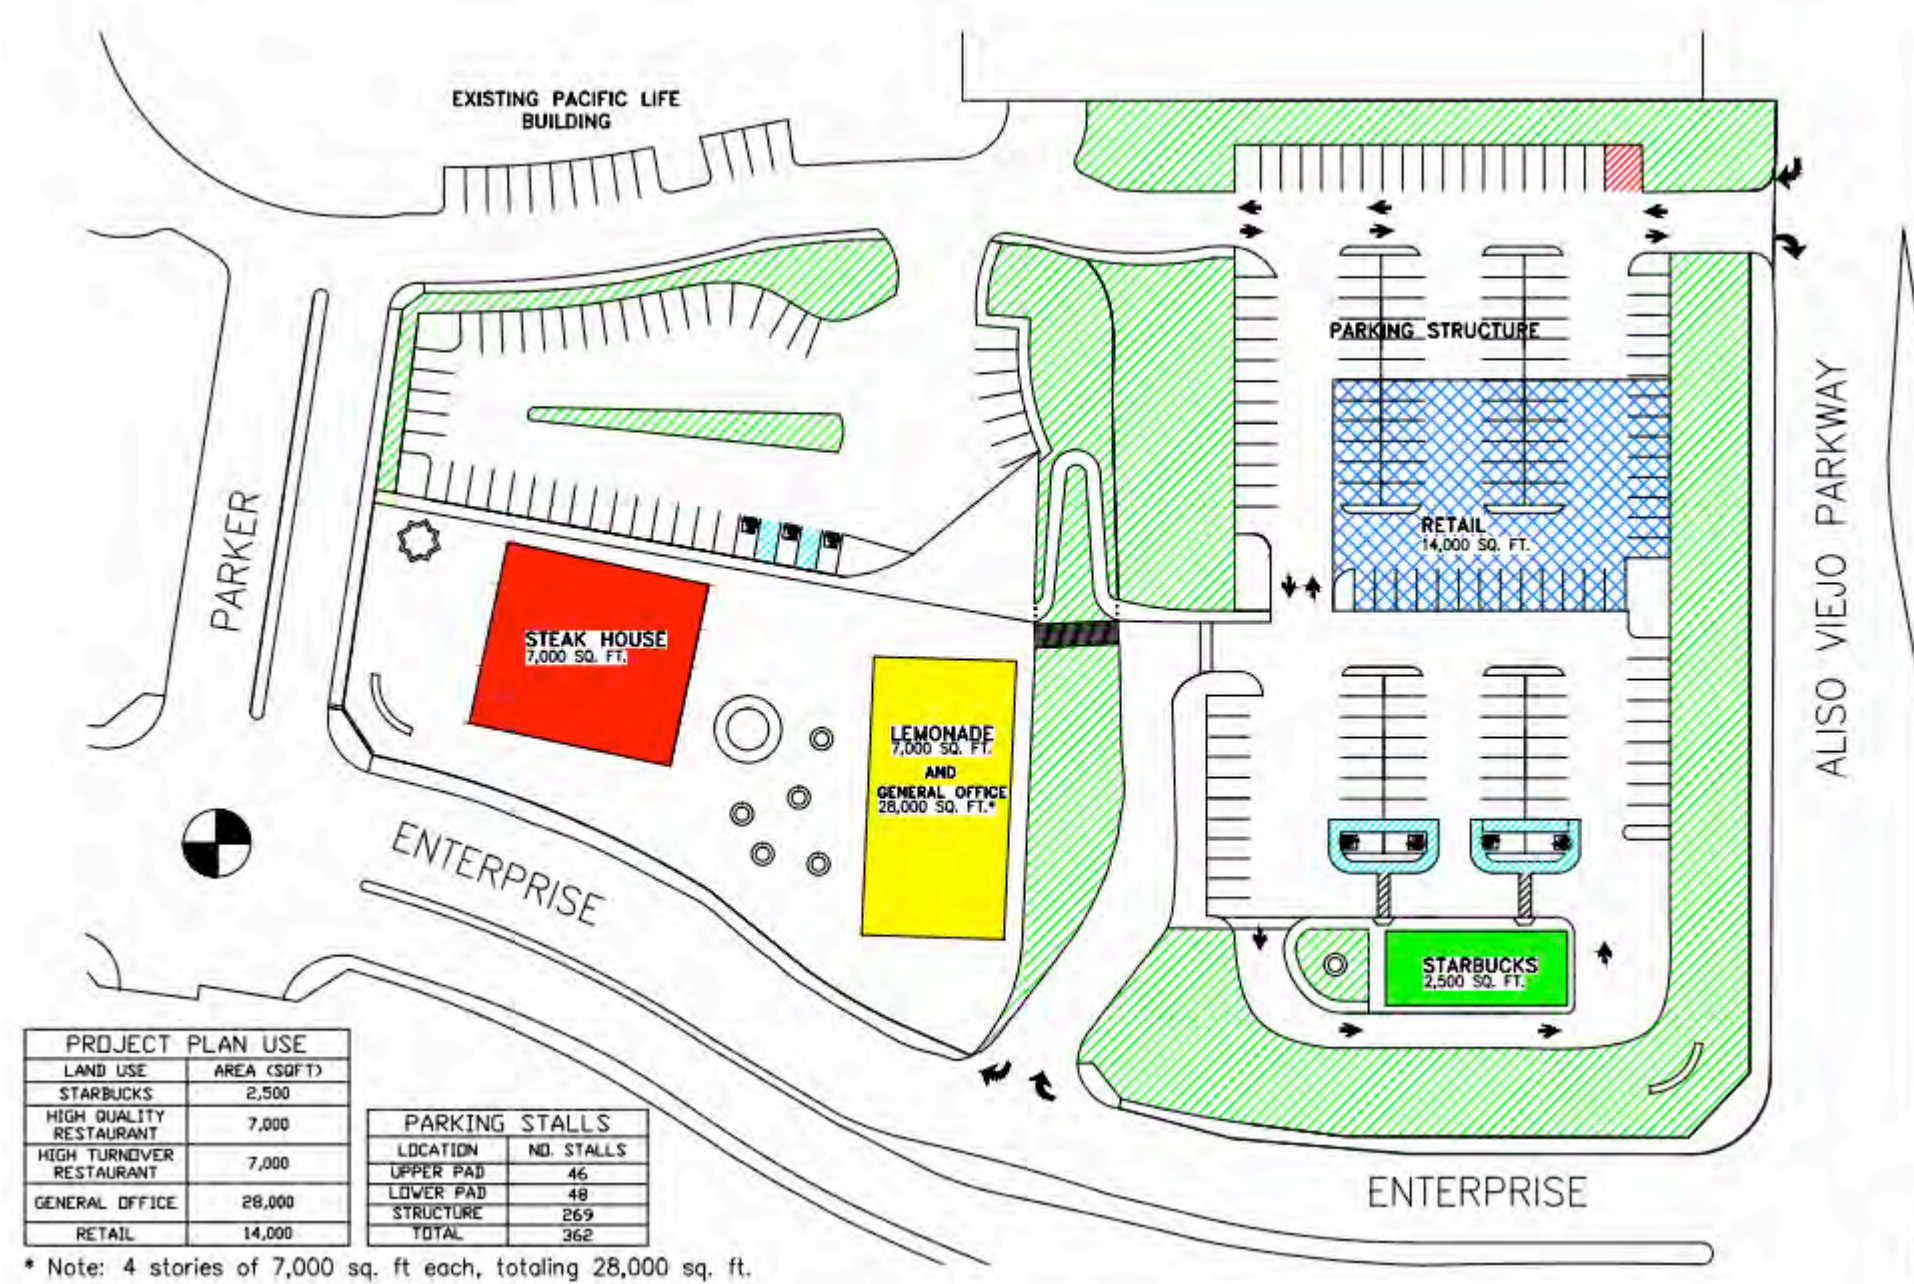 EXISTING PACIFIC LIFE
BUILDING
PARKING STRUCTURE
RETAIL
14,000 SQ. FT.
ALISO VIEJO PARKWAY
PARKER
STEAK HOUSE
7,000 SQ. FT.
LEMONADE
7,000 SQ. FT.
AND
GENERAL OFFICE
28,000 SQ. FT.*
ENTERPRISE
STARBUCKS
2,500 SQ. FT.
ENTERPRISE
PROJECT PLAN USE
LAND USE AREA (SQFT)
STARBUCKS 2,500
HIGH QUALITY
RESTAURANT 7,000
HIGH TURNOVER
RESTAURANT 7,000
GENERAL OFFICE 28,000
RETAIL 14,000
PARKING STALLS
LOCATION NO. STALLS
UPPER PAD 46
LOWER PAD 48
STRUCTURE 269
TOTAL 362
* Note: 4 stories of 7,000 sq. ft each, totaling 28,000 sq. ft.